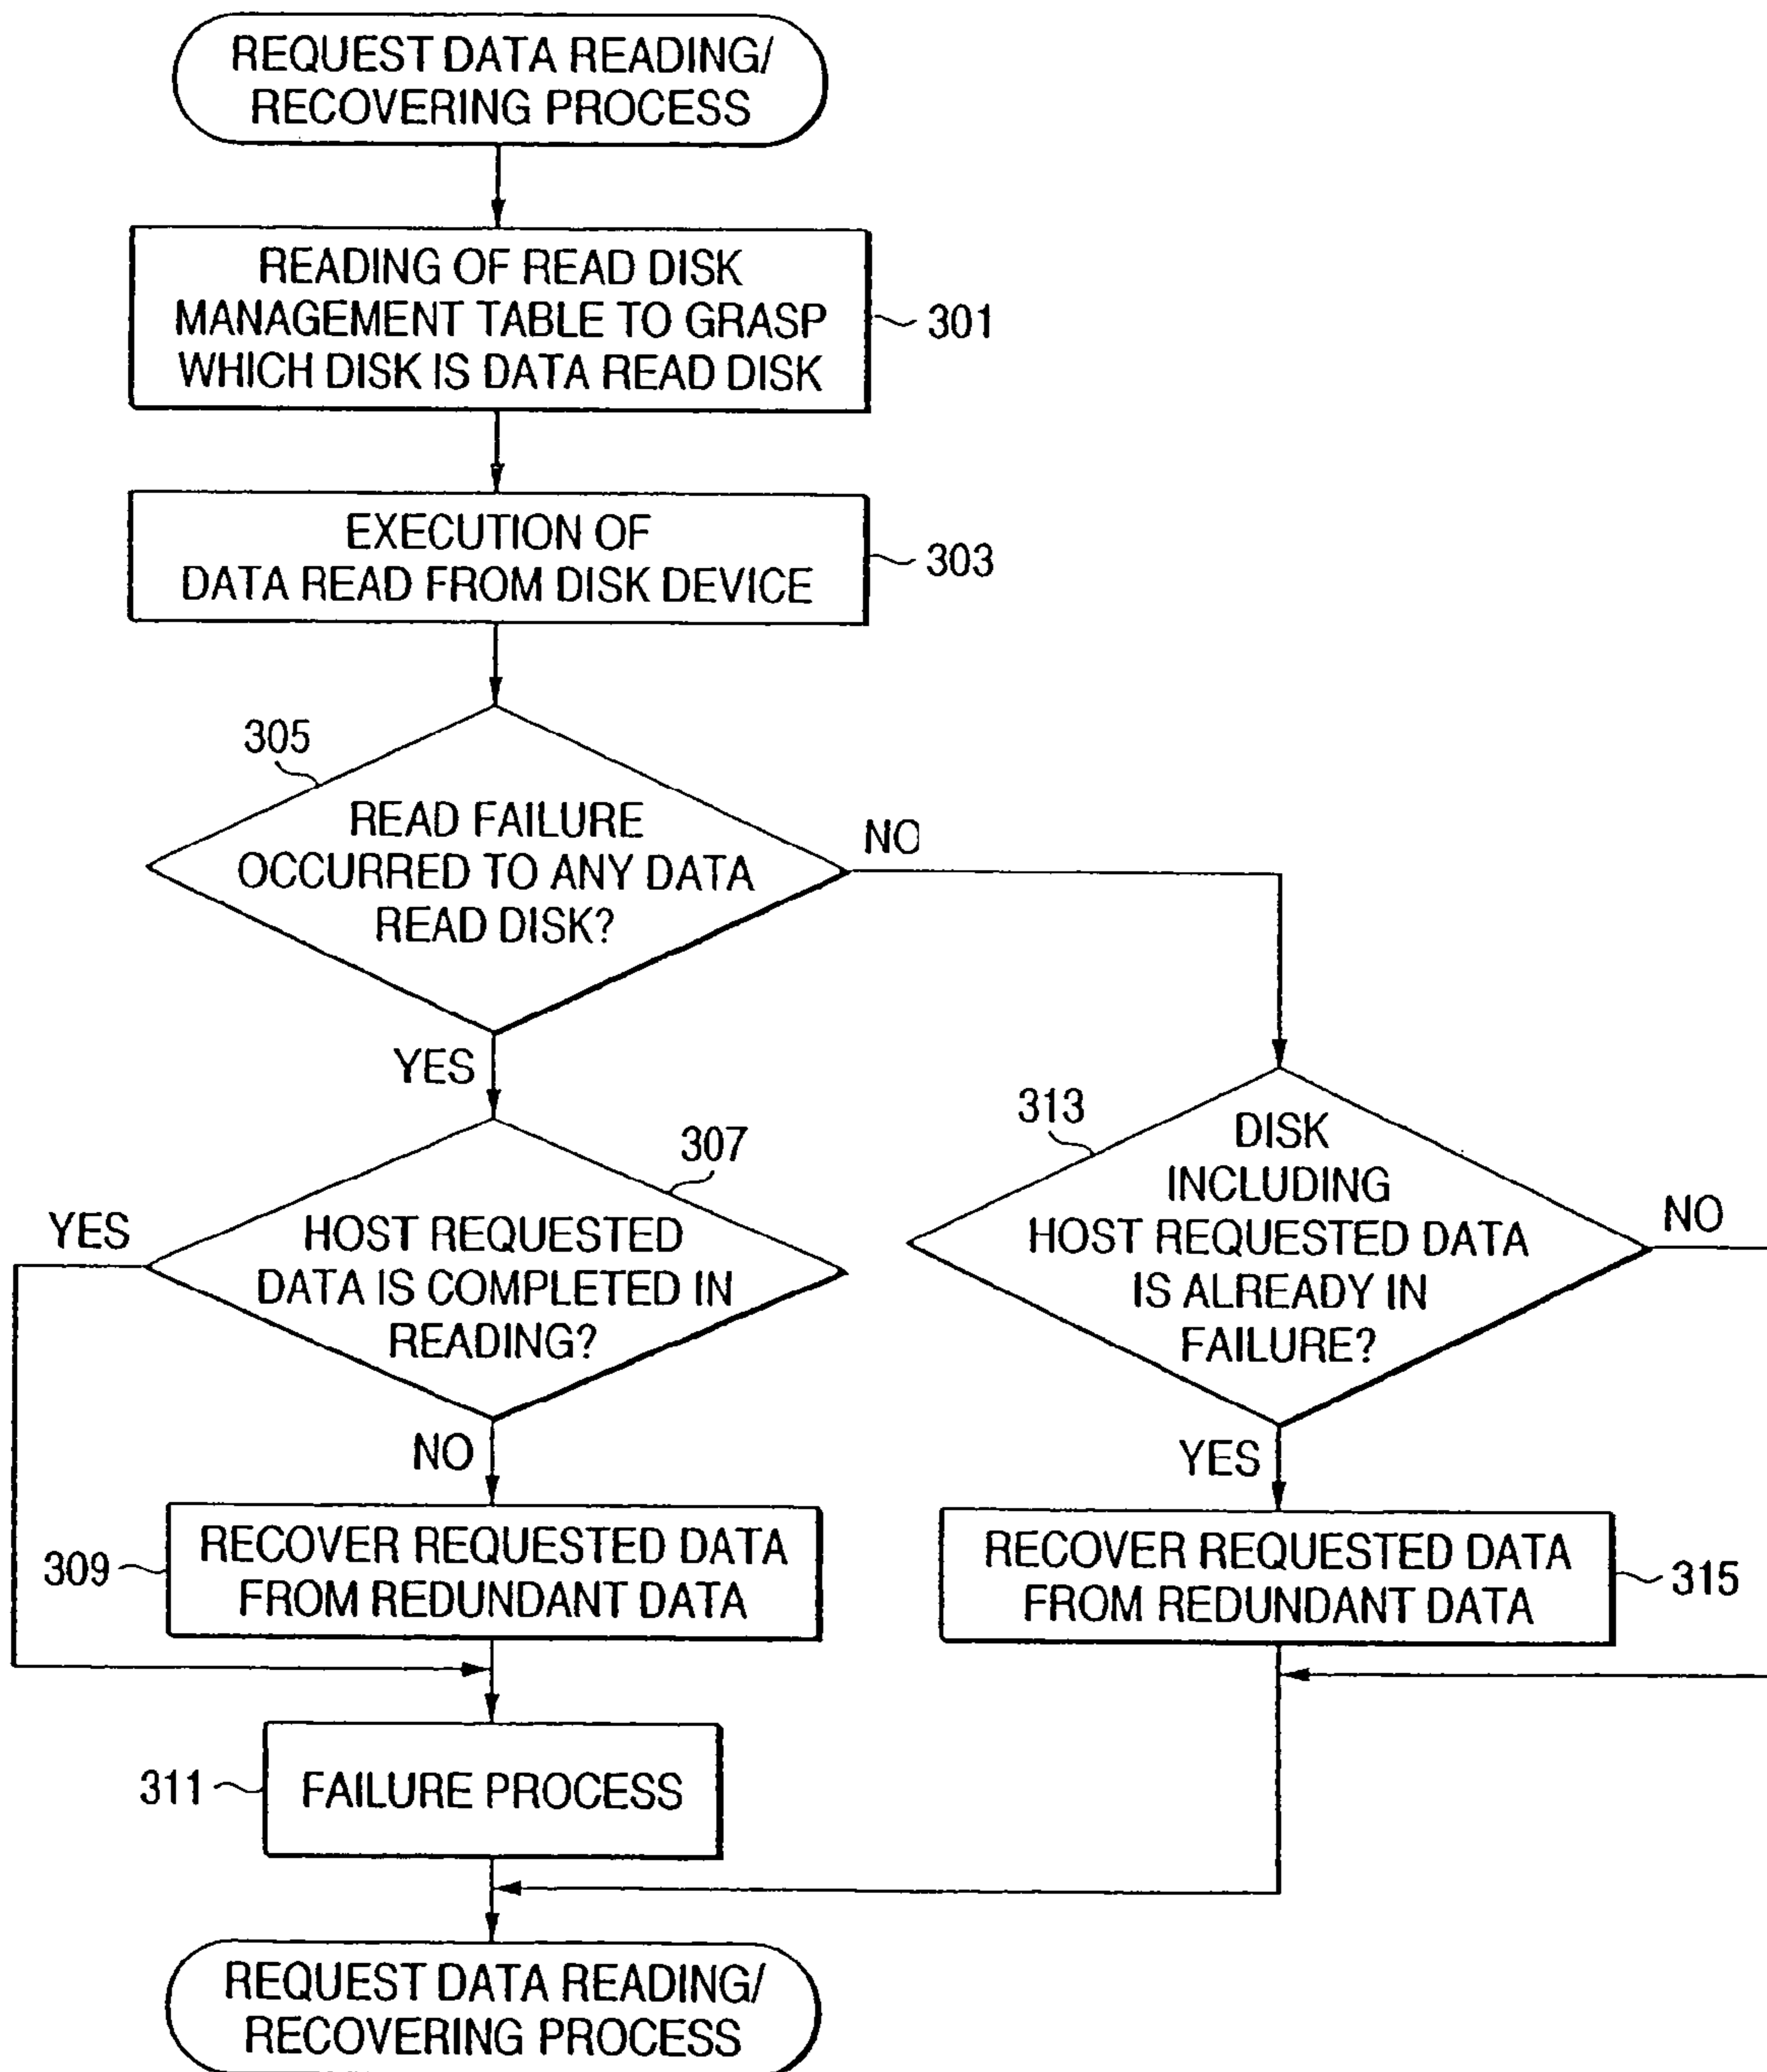 REQUEST DATA READING/
RECOVERING PROCESS
READING OF READ DISK
MANAGEMENT TABLE TO GRASP
WHICH DISK IS DATA READ DISK
301
EXECUTION OF
DATA READ FROM DISK DEVICE
303
305
READ FAILURE
OCCURRED TO ANY DATA
READ DISK?
NO
YES
307
YES
HOST REQUESTED
DATA IS COMPLETED IN
READING?
NO
313
DISK
INCLUDING
HOST REQUESTED DATA
IS ALREADY IN
FAILURE?
NO
YES
309
RECOVER REQUESTED DATA
FROM REDUNDANT DATA
RECOVER REQUESTED DATA
FROM REDUNDANT DATA
315
311
FAILURE PROCESS
REQUEST DATA READING/
RECOVERING PROCESS